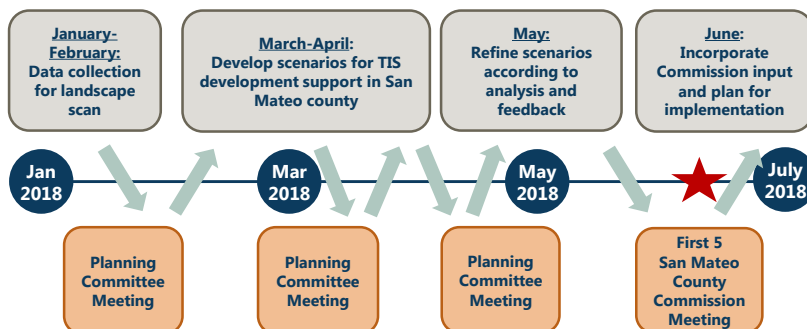 January-
February:
Data collection
for landscape
scan
March-April:
Develop scenarios for TIS
development support in San
Mateo county
May:
Refine scenarios
according to
analysis and
feedback
June:
Incorporate
Commission input
and plan for
implementation
Jan
2018
Mar
2018
May
2018
July
2018
Planning
Committee
Meeting
Planning
Committee
Meeting
Planning
Committee
Meeting
First 5
San Mateo
County
Commission
Meeting